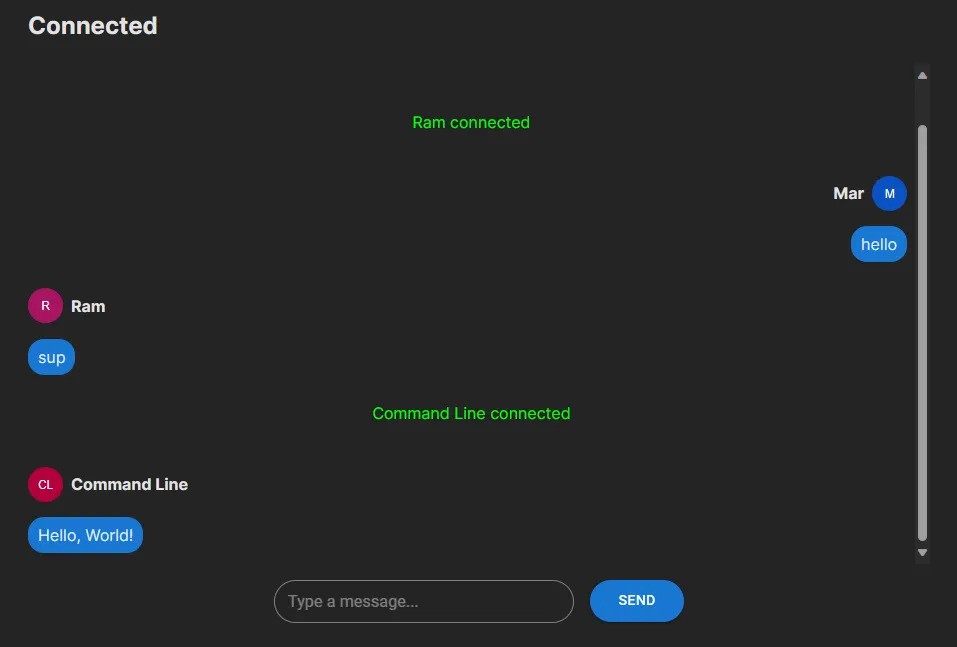 Connected
Ram connected
Mar M
hello
R Ram
sup
Command Line connected
CL Command Line
Hello, World!
Type a message... SEND